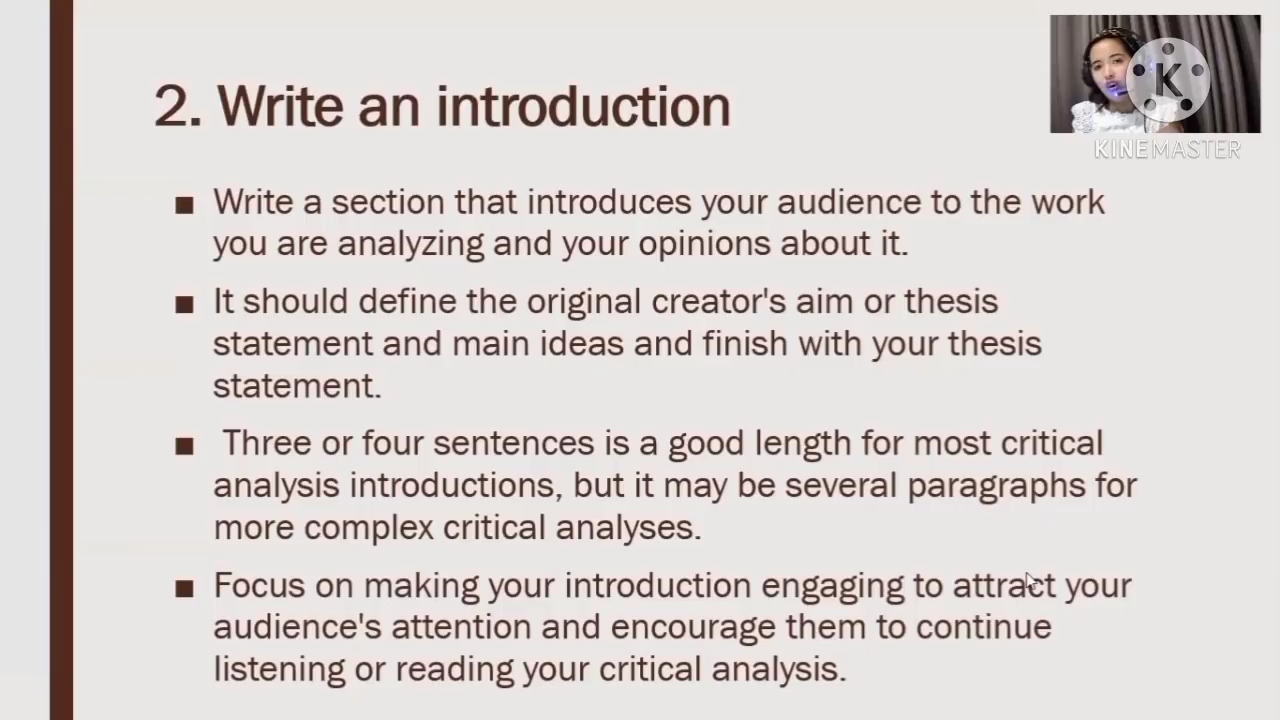 2. Write an introduction
■ Write a section that introduces your audience to the work
you are analyzing and your opinions about it.
■ It should define the original creator's aim or thesis
statement and main ideas and finish with your thesis
statement.
■ Three or four sentences is a good length for most critical
analysis introductions, but it may be several paragraphs for
more complex critical analyses.
■ Focus on making your introduction engaging to attract your
audience's attention and encourage them to continue
listening or reading your critical analysis.
K
KINEMASTER